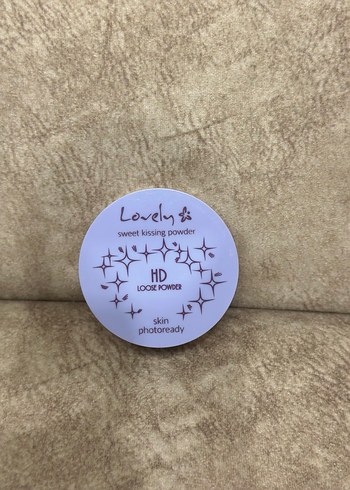 Lovely
sweet kissing powder
HD
LOOSE POWDER
skin
photoready